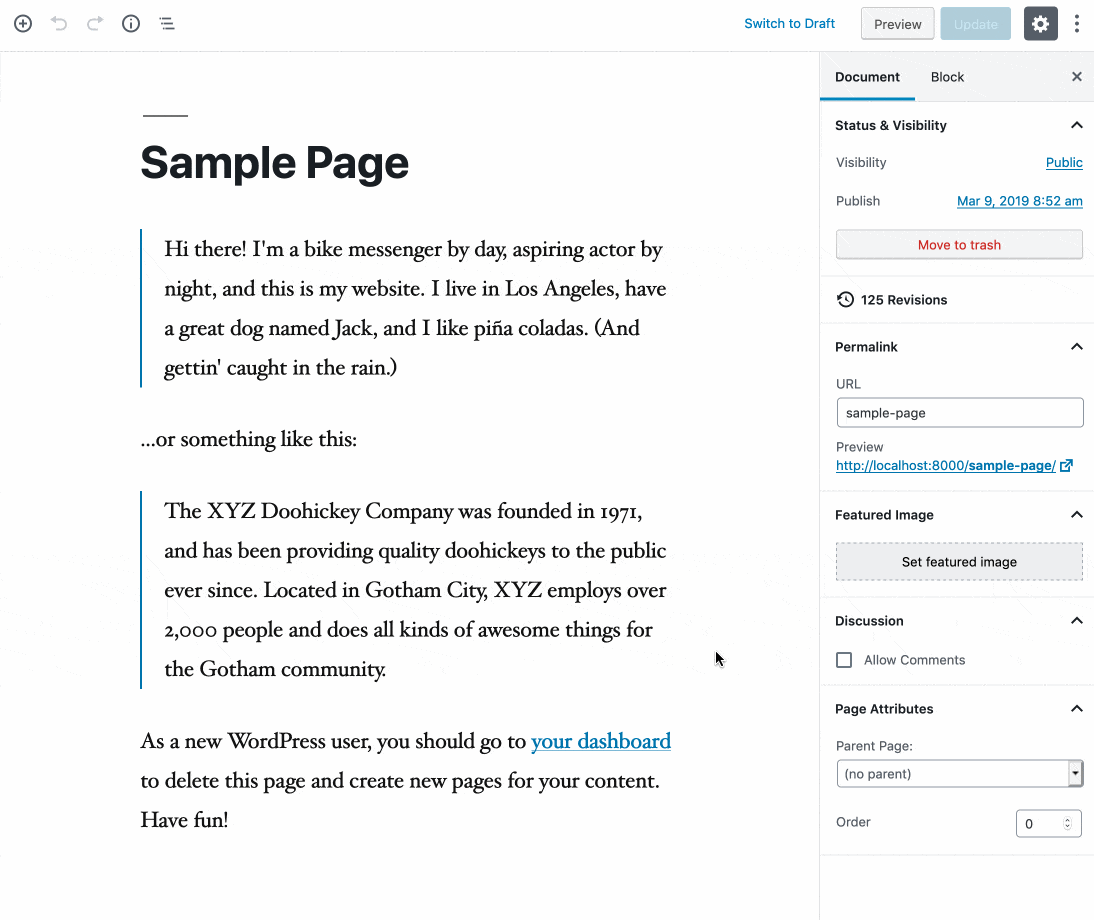 Switch to Draft
Preview
Update
Document
Block
Sample Page
Hi there! I'm a bike messenger by day, aspiring actor by
night, and this is my website. I live in Los Angeles, have
a great dog named Jack, and I like piña coladas. (And
gettin' caught in the rain.)
...or something like this:
The XYZ Doohickey Company was founded in 1971,
and has been providing quality doohickeys to the public
ever since. Located in Gotham City, XYZ employs over
2,000 people and does all kinds of awesome things for
the Gotham community.
As a new WordPress user, you should go to your dashboard
to delete this page and create new pages for your content.
Have fun!
Status & Visibility
Visibility
Public
Publish
Mar 9, 2019 8:52 am
Move to trash
125 Revisions
Permalink
URL
sample-page
Preview
http://localhost:8000/sample-page/
Featured Image
Set featured image
Discussion
Allow Comments
Page Attributes
Parent Page:
(no parent)
Order
0